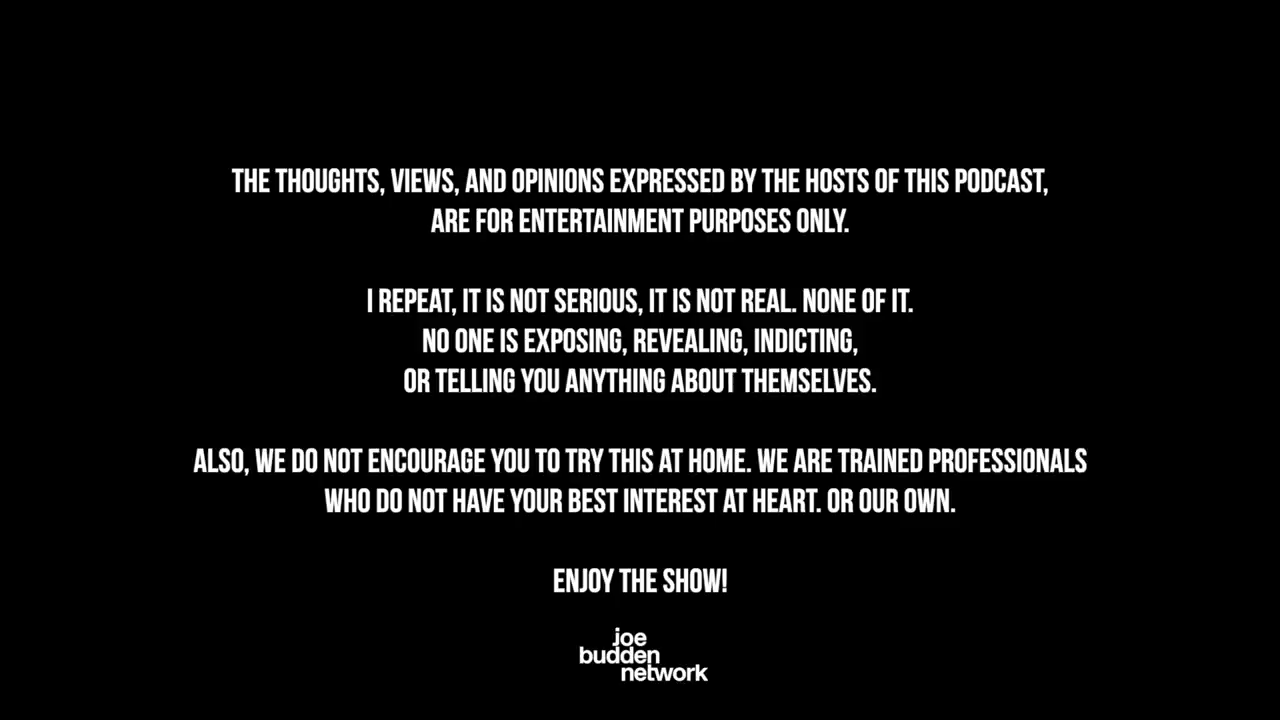 THE THOUGHTS, VIEWS, AND OPINIONS EXPRESSED BY THE HOSTS OF THIS PODCAST,
ARE FOR ENTERTAINMENT PURPOSES ONLY.
I REPEAT, IT IS NOT SERIOUS, IT IS NOT REAL. NONE OF IT.
NO ONE IS EXPOSING, REVEALING, INDICTING,
OR TELLING YOU ANYTHING ABOUT THEMSELVES.
ALSO, WE DO NOT ENCOURAGE YOU TO TRY THIS AT HOME. WE ARE TRAINED PROFESSIONALS
WHO DO NOT HAVE YOUR BEST INTEREST AT HEART. OR OUR OWN.
ENJOY THE SHOW!
joe
budden
network